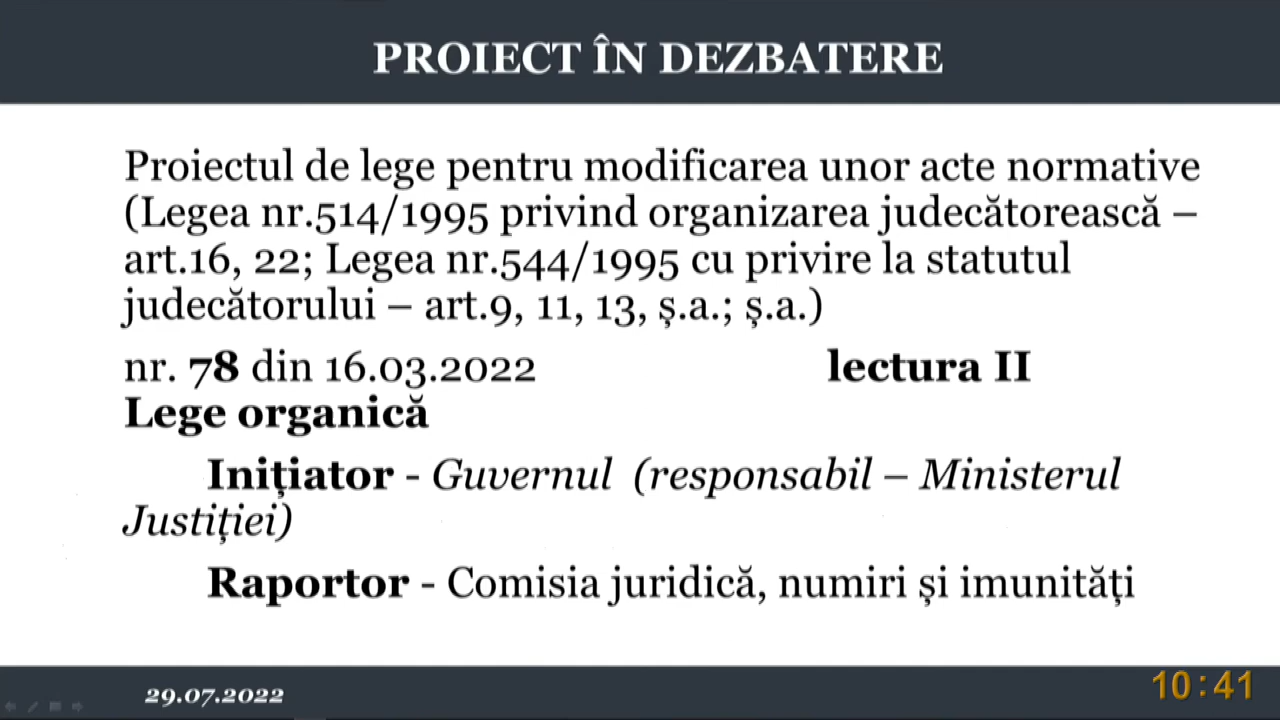 PROIECT ÎN DEZBATERE
Proiectul de lege pentru modificarea unor acte normative
(Legea nr.514/1995 privind organizarea judecătorească –
art.16, 22; Legea nr.544/1995 cu privire la statutul
judecătorului – art.9, 11, 13, ș.a.; ș.a.)
nr. 78 din 16.03.2022 lectura II
Lege organică
Inițiator - Guvernul (responsabil – Ministerul
Justiției)
Raportor - Comisia juridică, numiri și imunități
29.07.2022 10:41